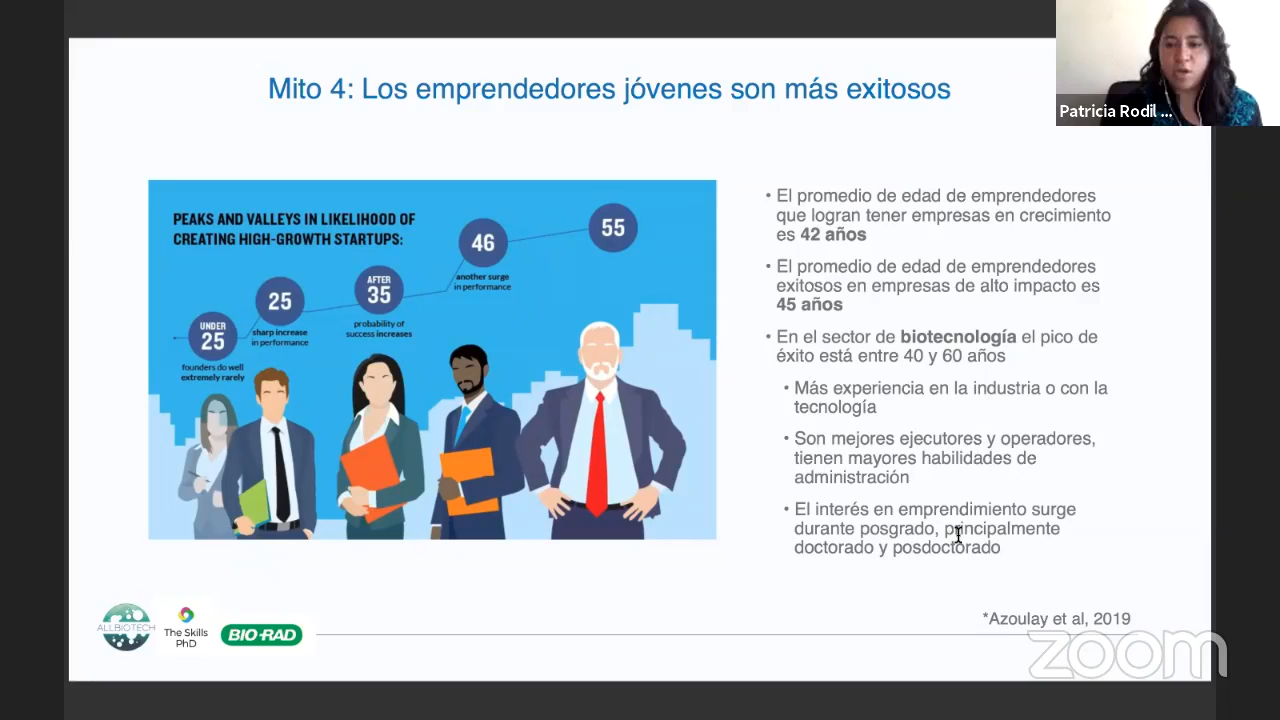 Mito 4: Los emprendedores jóvenes son más exitosos
Patricia Rodil ...
PEAKS AND VALLEYS IN LIKELIHOOD OF
CREATING HIGH-GROWTH STARTUPS:
UNDER
25
founders do well
extremely rarely
25
sharp increase
in performance
AFTER
35
probability of
success increases
46
another surge
in performance
55
• El promedio de edad de emprendedores
que logran tener empresas en crecimiento
es 42 años
• El promedio de edad de emprendedores
exitosos en empresas de alto impacto es
45 años
• En el sector de biotecnología el pico de
éxito está entre 40 y 60 años
• Más experiencia en la industria o con la
tecnología
• Son mejores ejecutores y operadores,
tienen mayores habilidades de
administración
• El interés en emprendimiento surge
durante posgrado, principalmente
doctorado y posdoctorado
*Azoulay et al, 2019
ALLBIOTECH
The Skills
PhD
BIO-RAD
zoom